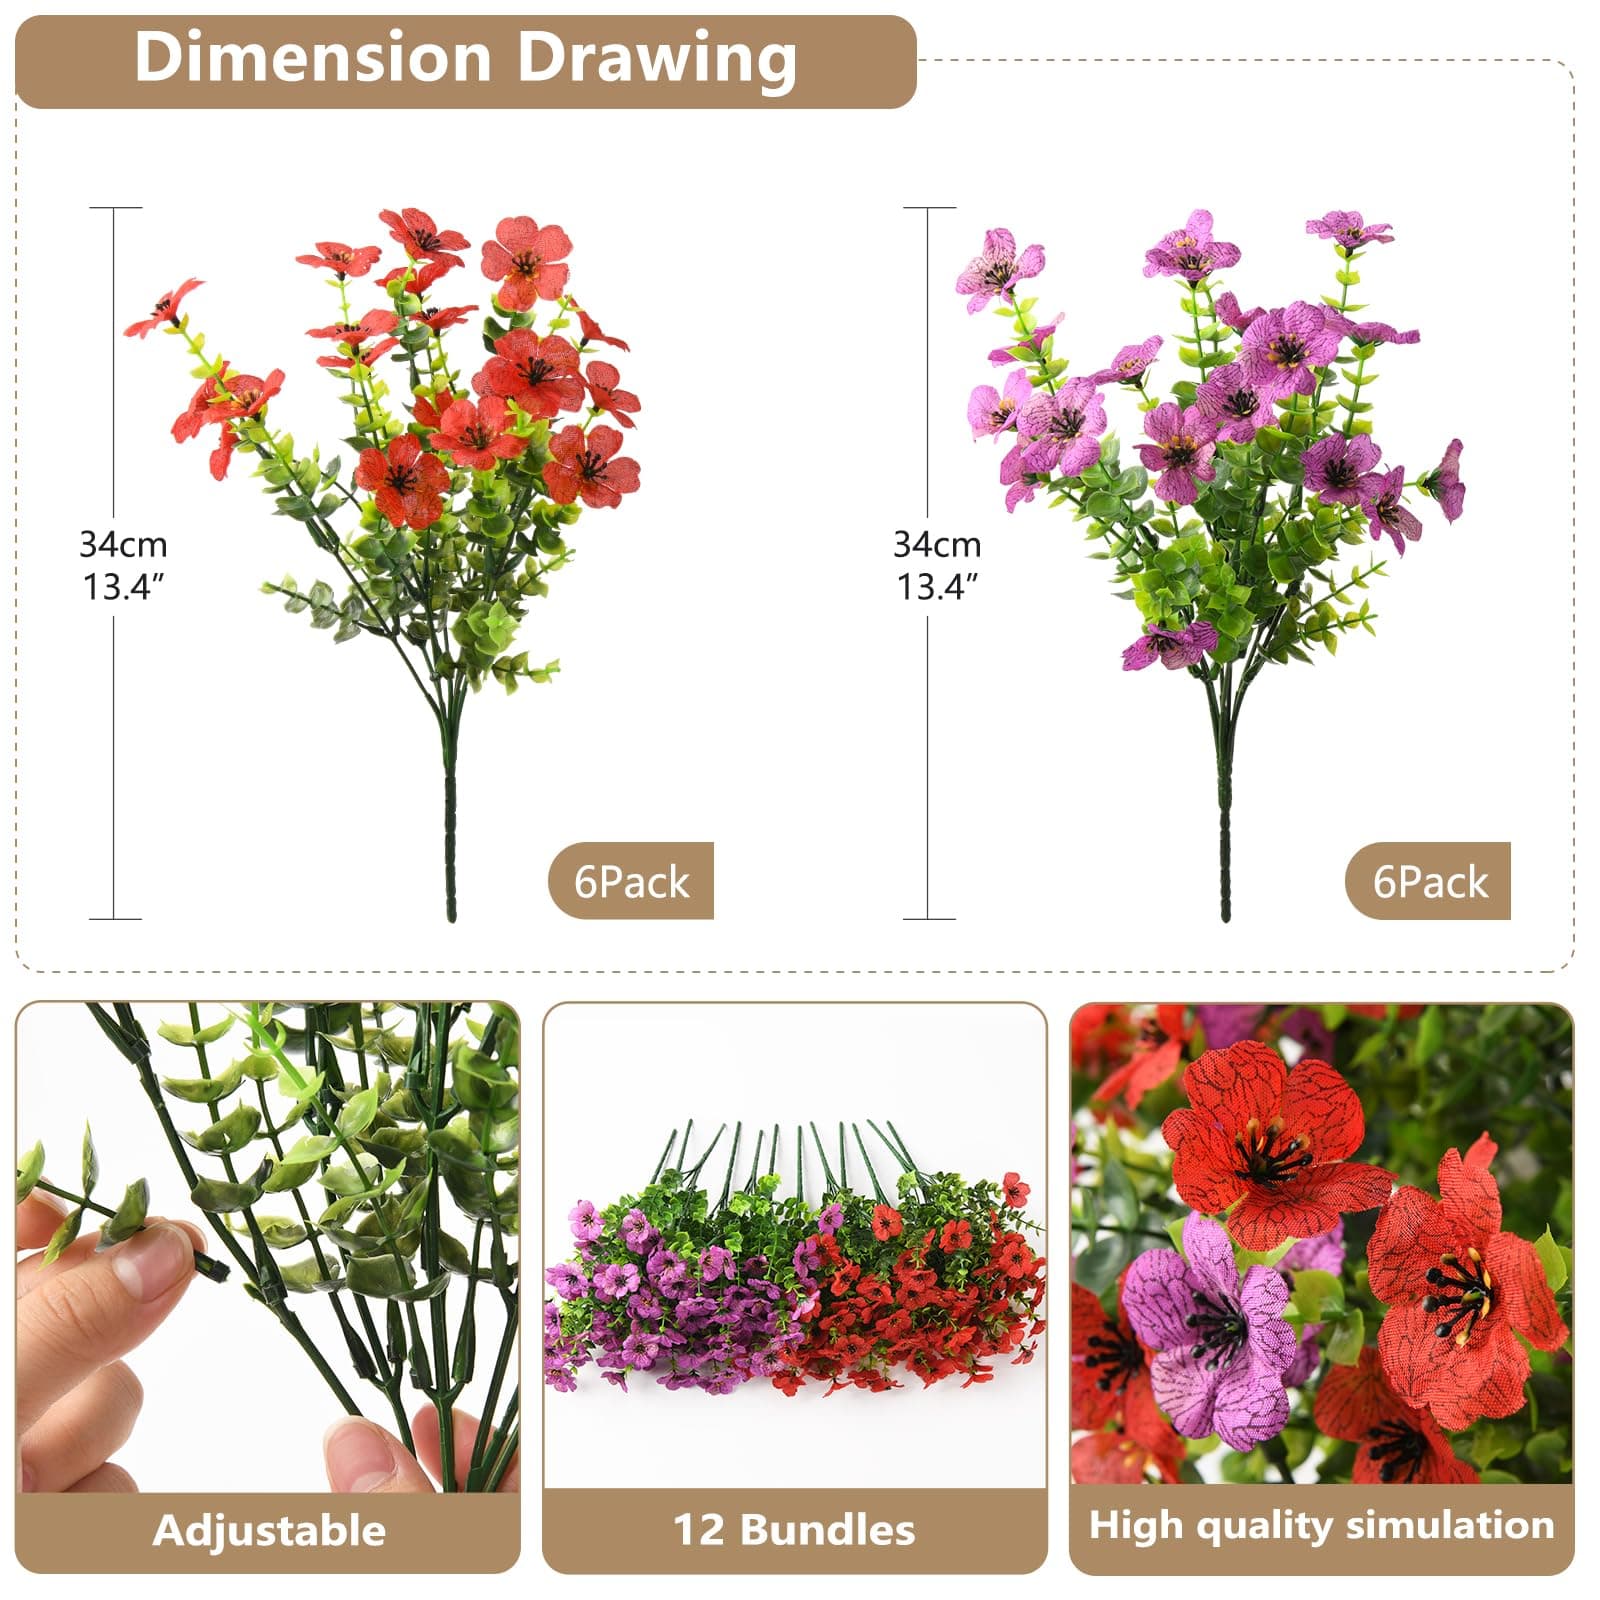 Dimension Drawing
34cm
13.4”
34cm
13.4”
6Pack
6Pack
Adjustable
12 Bundles
High quality simulation